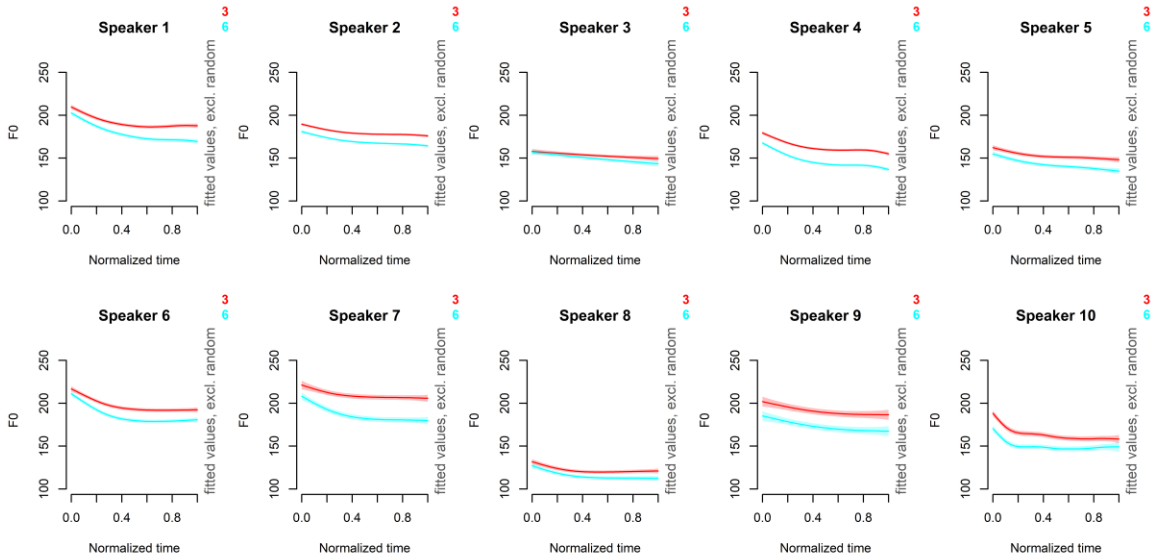 Speaker 1
3
6
F0
100 150 200 250
0.0 0.4 0.8
Normalized time
fitted values, excl. random
Speaker 2
3
6
F0
100 150 200 250
0.0 0.4 0.8
Normalized time
fitted values, excl. random
Speaker 3
3
6
F0
100 150 200 250
0.0 0.4 0.8
Normalized time
fitted values, excl. random
Speaker 4
3
6
F0
100 150 200 250
0.0 0.4 0.8
Normalized time
fitted values, excl. random
Speaker 5
3
6
F0
100 150 200 250
0.0 0.4 0.8
Normalized time
fitted values, excl. random
Speaker 6
3
6
F0
100 150 200 250
0.0 0.4 0.8
Normalized time
fitted values, excl. random
Speaker 7
3
6
F0
100 150 200 250
0.0 0.4 0.8
Normalized time
fitted values, excl. random
Speaker 8
3
6
F0
100 150 200 250
0.0 0.4 0.8
Normalized time
fitted values, excl. random
Speaker 9
3
6
F0
100 150 200 250
0.0 0.4 0.8
Normalized time
fitted values, excl. random
Speaker 10
3
6
F0
100 150 200 250
0.0 0.4 0.8
Normalized time
fitted values, excl. random